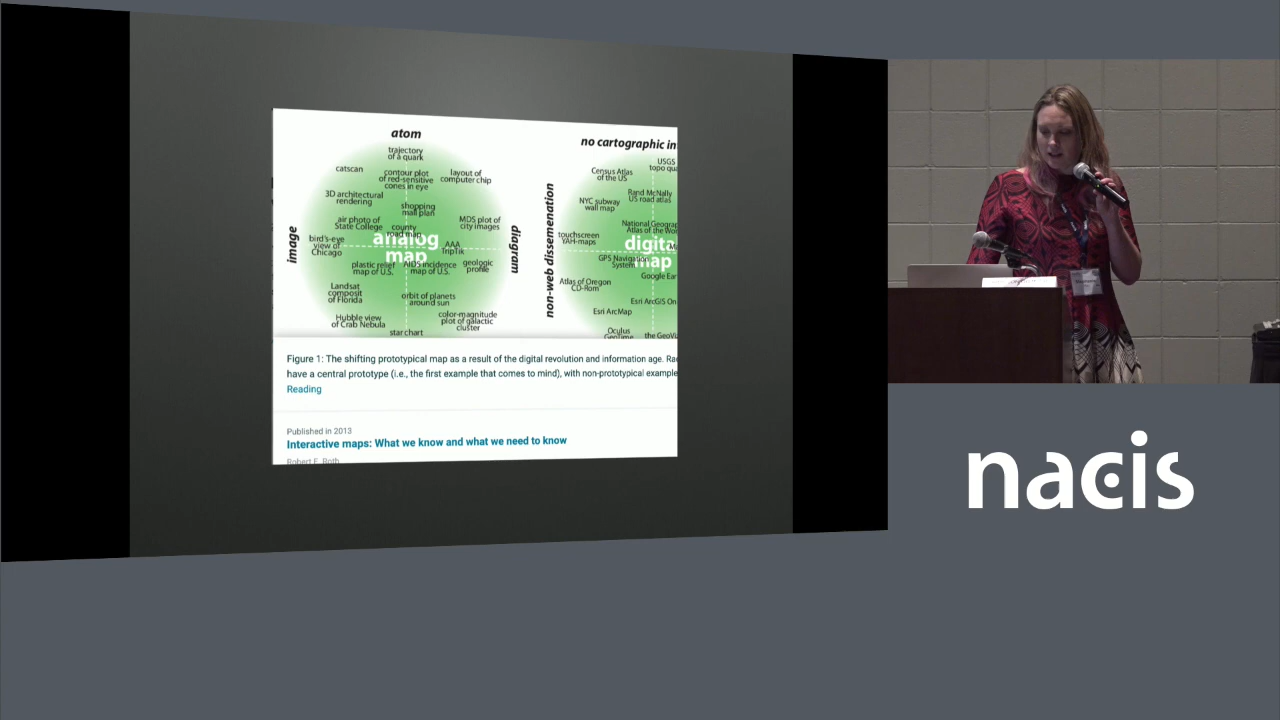 atom
trajectory
of a quark
catscan
contour plot
of red-sensitive
cones in eye
layout of
computer chip
3D architectural
rendering
shopping
mall plan
air photo of
State College
county
road map
MDS plot of
city images
image
bird's-eye
view of
Chicago
analog
map
AAA
TripTik
diagram
plastic relief
map of U.S.
AIDS incidence
map of U.S.
geologic
profile
Landsat
composit
of Florida
orbit of planets
around sun
Hubble view
of Crab Nebula
color-magnitude
plot of galactic
cluster
star chart
no cartographic in
Census Atlas
of the US
USGS
topo qua
NYC subway
wall map
Rand McNally
US road atlas
non-web dissemenation
National Geograp
Atlas of the Wo
touchscreen
YAH-maps
digita
map
GPS Navigation
System
Atlas of Oregon
CD-Rom
Google Ear
Esri ArcGIS On
Esri ArcMap
Oculus
GeoTime
the GeoVi
Figure 1: The shifting prototypical map as a result of the digital revolution and information age. Ra
have a central prototype (i.e., the first example that comes to mind), with non-prototypical example
Reading
Published in 2013
Interactive maps: What we know and what we need to know
Robert E. Roth
nacis